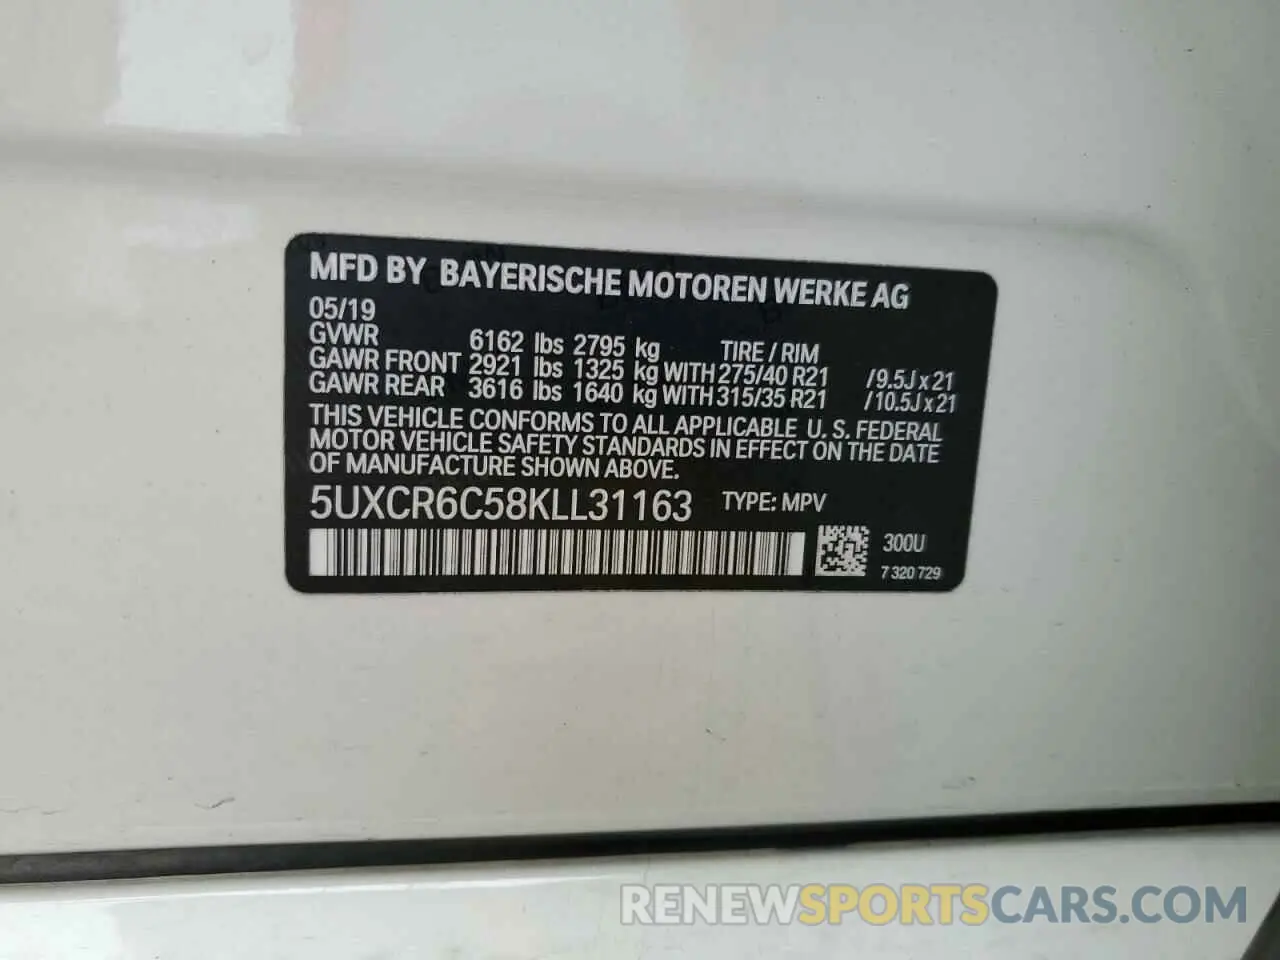 MFD BY BAYERISCHE MOTOREN WERKE AG
05/19
GVWR 6162 lbs 2795 kg TIRE / RIM
GAWR FRONT 2921 lbs 1325 kg WITH 275/40 R21 /9.5J x 21
GAWR REAR 3616 lbs 1640 kg WITH 315/35 R21 /10.5J x 21
THIS VEHICLE CONFORMS TO ALL APPLICABLE U. S. FEDERAL
MOTOR VEHICLE SAFETY STANDARDS IN EFFECT ON THE DATE
OF MANUFACTURE SHOWN ABOVE.
5UXCR6C58KLL31163 TYPE: MPV
300U
7 320 729
RENEWSPORTSCARS.COM